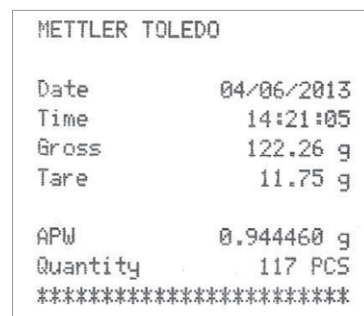 METTLER TOLEDO
Date 04/06/2013
Time 14:21:05
Gross 122.26 g
Tare 11.75 g
APW 0.944460 g
Quantity 117 PCS
************************